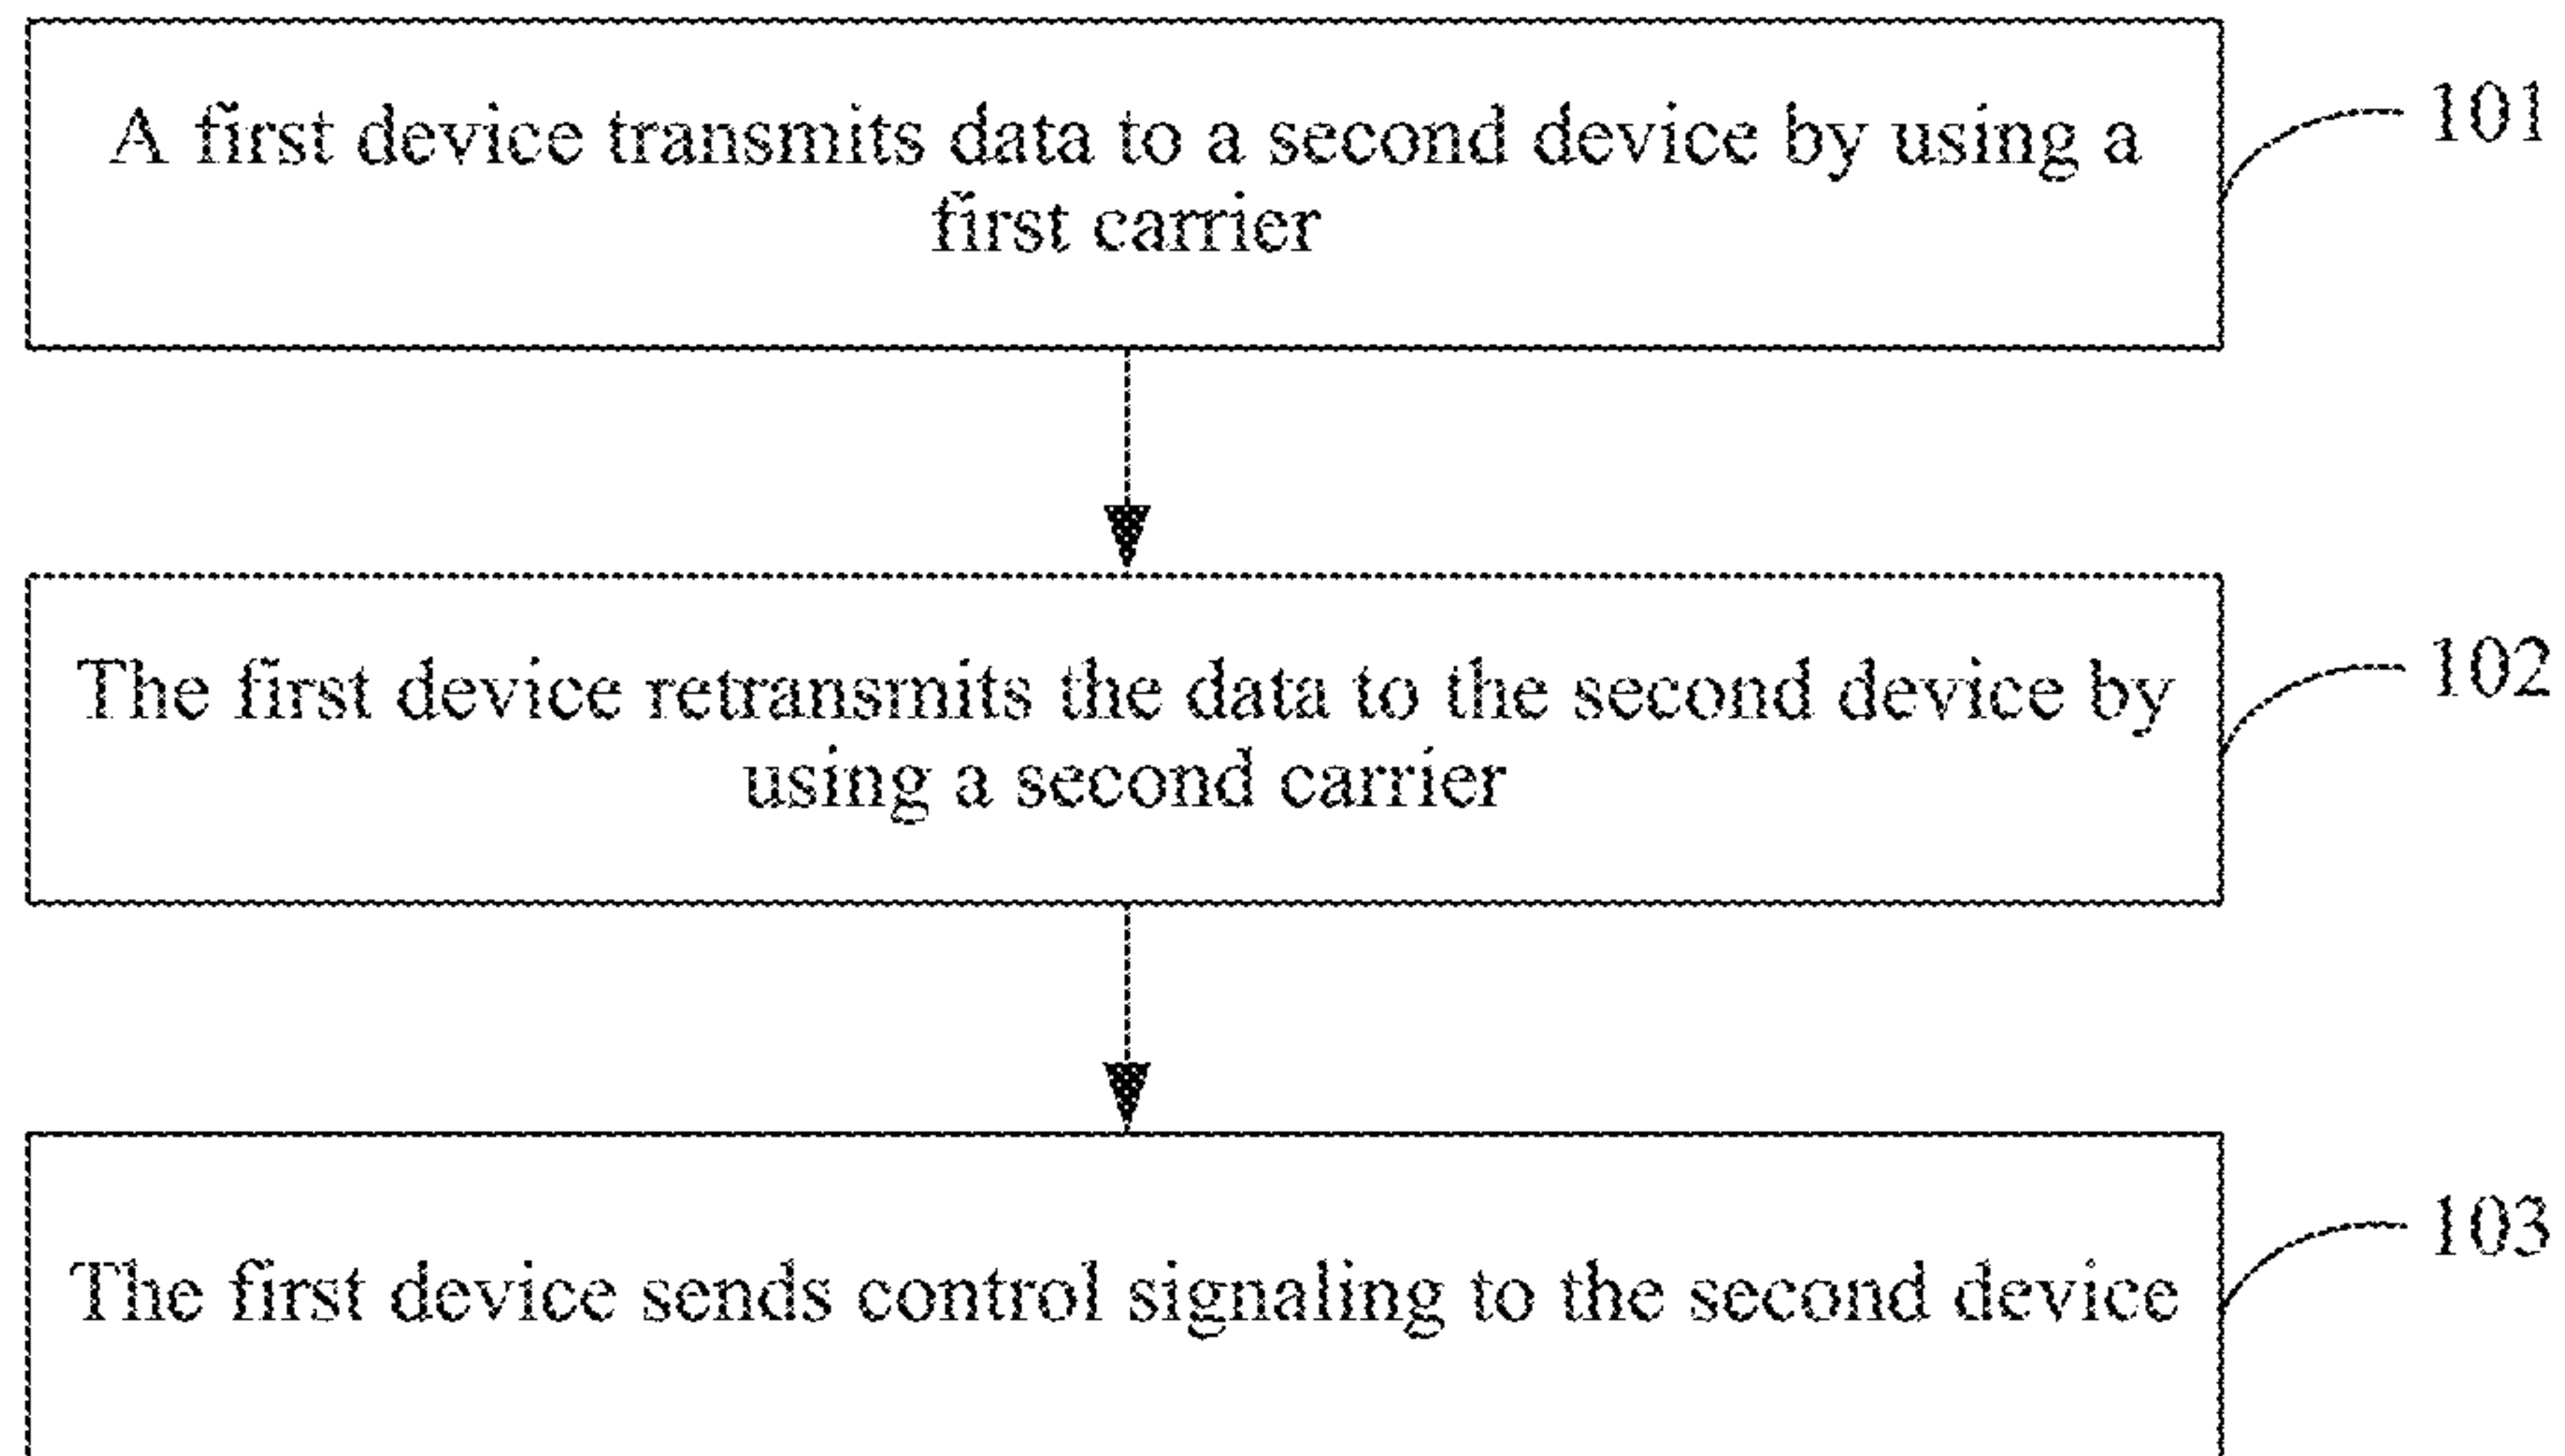 A first device transmits data to a second device by using a
first carrier
101
The first device retransmits the data to the second device by
using a second carrier
102
The first device sends control signaling to the second device
103